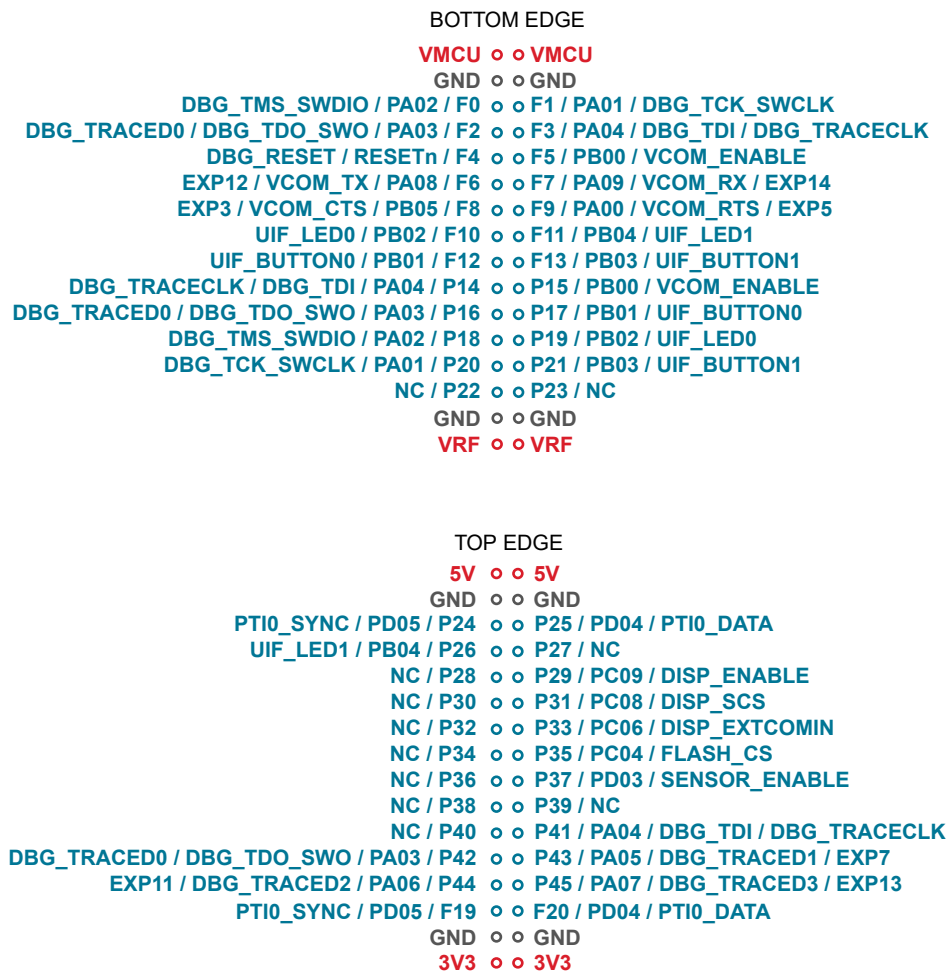 BOTTOM EDGE
VMCU VMCU
GND GND
DBG_TMS_SWDIO / PA02 / F0 F1 / PA01 / DBG_TCK_SWCLK
DBG_TRACED0 / DBG_TDO_SWO / PA03 / F2 F3 / PA04 / DBG_TDI / DBG_TRACECLK
DBG_RESET / RESETn / F4 F5 / PB00 / VCOM_ENABLE
EXP12 / VCOM_TX / PA08 / F6 F7 / PA09 / VCOM_RX / EXP14
EXP3 / VCOM_CTS / PB05 / F8 F9 / PA00 / VCOM_RTS / EXP5
UIF_LED0 / PB02 / F10 F11 / PB04 / UIF_LED1
UIF_BUTTON0 / PB01 / F12 F13 / PB03 / UIF_BUTTON1
DBG_TRACECLK / DBG_TDI / PA04 / P14 P15 / PB00 / VCOM_ENABLE
DBG_TRACED0 / DBG_TDO_SWO / PA03 / P16 P17 / PB01 / UIF_BUTTON0
DBG_TMS_SWDIO / PA02 / P18 P19 / PB02 / UIF_LED0
DBG_TCK_SWCLK / PA01 / P20 P21 / PB03 / UIF_BUTTON1
NC / P22 P23 / NC
GND GND
VRF VRF
TOP EDGE
5V 5V
GND GND
PTI0_SYNC / PD05 / P24 P25 / PD04 / PTI0_DATA
UIF_LED1 / PB04 / P26 P27 / NC
NC / P28 P29 / PC09 / DISP_ENABLE
NC / P30 P31 / PC08 / DISP_SCS
NC / P32 P33 / PC06 / DISP_EXTCOMIN
NC / P34 P35 / PC04 / FLASH_CS
NC / P36 P37 / PD03 / SENSOR_ENABLE
NC / P38 P39 / NC
NC / P40 P41 / PA04 / DBG_TDI / DBG_TRACECLK
DBG_TRACED0 / DBG_TDO_SWO / PA03 / P42 P43 / PA05 / DBG_TRACED1 / EXP7
EXP11 / DBG_TRACED2 / PA06 / P44 P45 / PA07 / DBG_TRACED3 / EXP13
PTI0_SYNC / PD05 / F19 F20 / PD04 / PTI0_DATA
GND GND
3V3 3V3